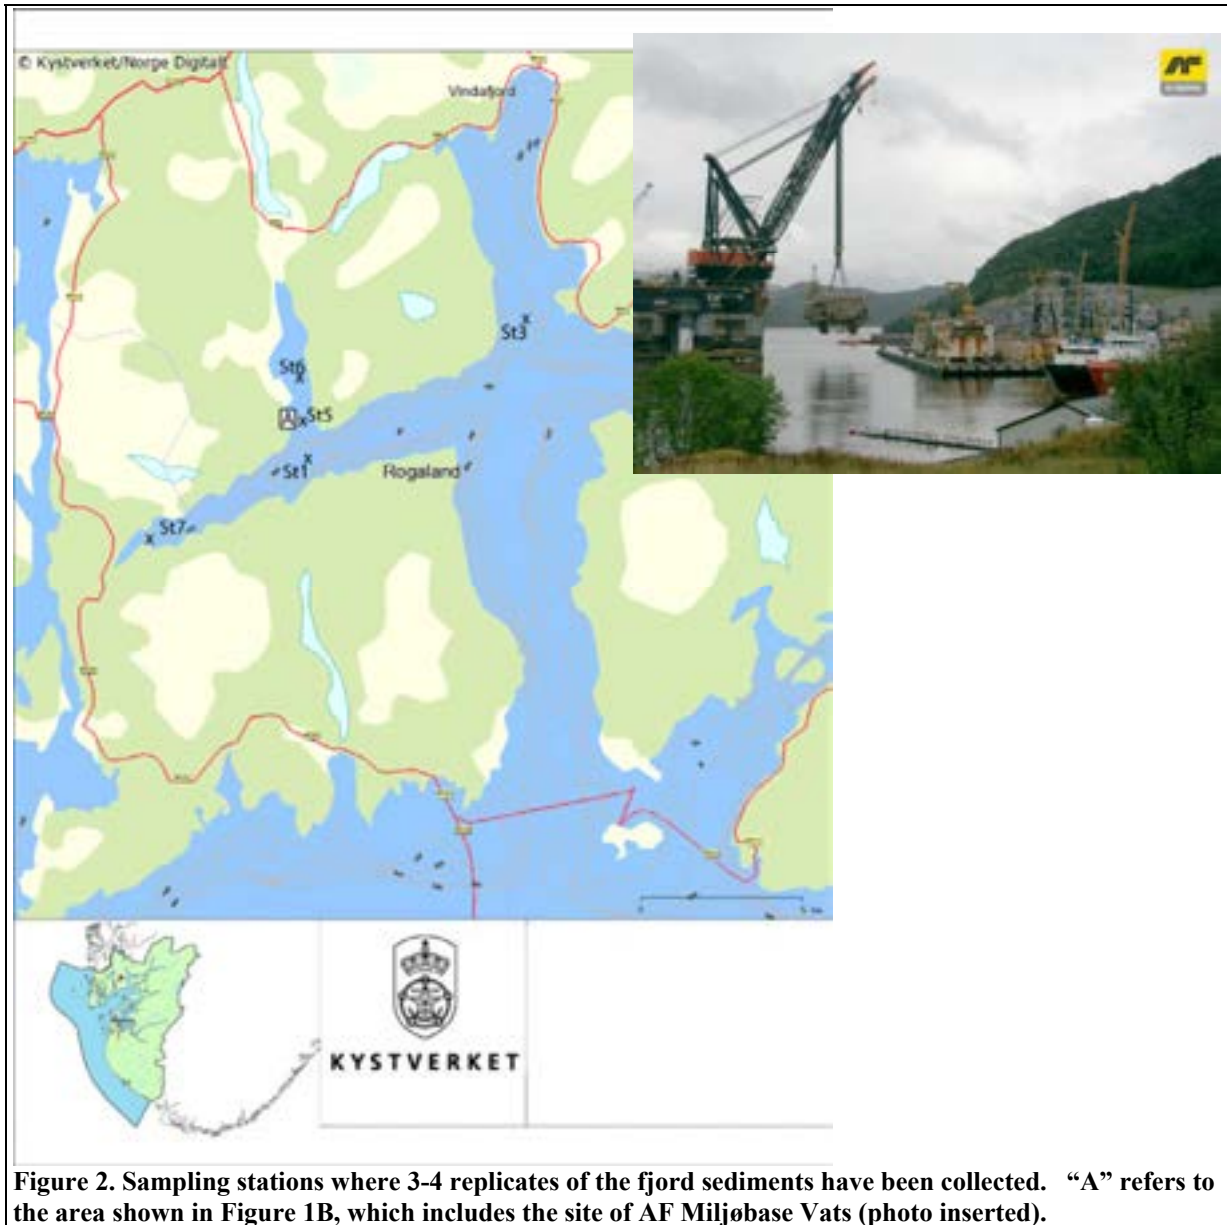 © Kystverket/Norge Digitalt
Vindafjord
AF
St3
St6
A
St5
St1
Rogaland
St7
KYSTVERKET
Figure 2. Sampling stations where 3-4 replicates of the fjord sediments have been collected. “A” refers to
the area shown in Figure 1B, which includes the site of AF Miljøbase Vats (photo inserted).